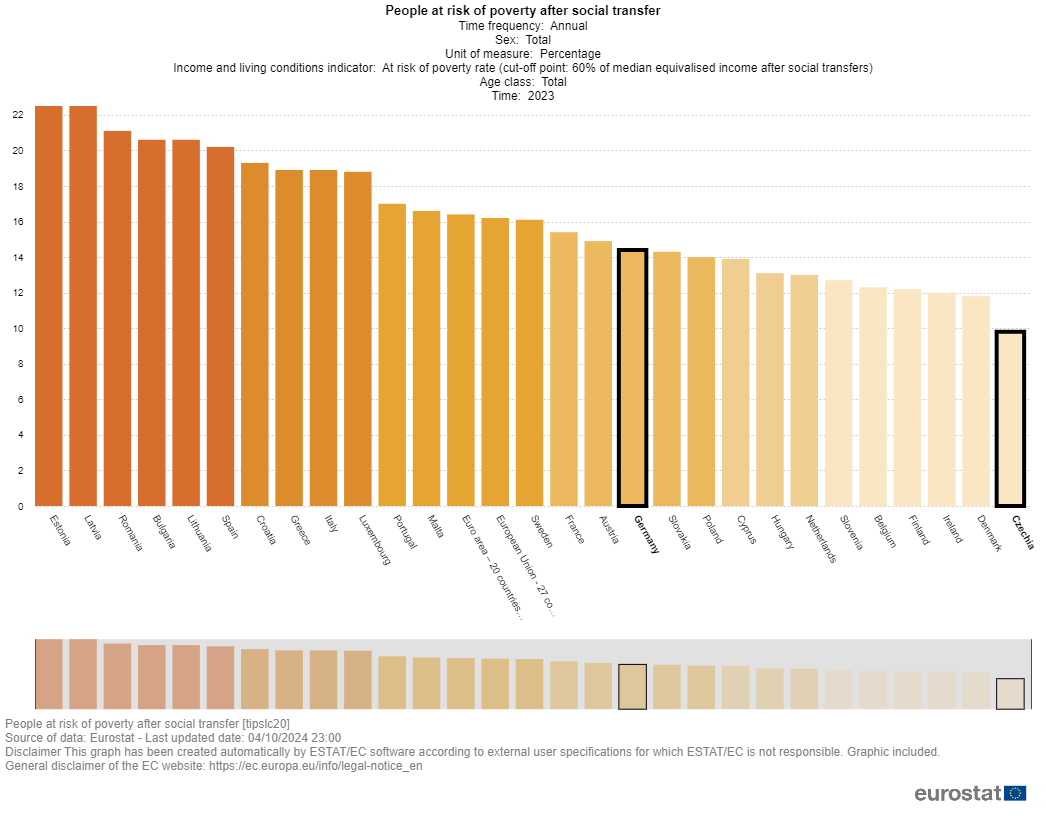 People at risk of poverty after social transfer
Time frequency: Annual
Sex: Total
Unit of measure: Percentage
Income and living conditions indicator: At risk of poverty rate (cut-off point: 60% of median equivalised income after social transfers)
Age class: Total
Time: 2023
22
20
18
16
14
12
10
8
6
4
2
0
Estonia
Latvia
Romania
Bulgaria
Lithuania
Spain
Croatia
Greece
Italy
Luxembourg
Portugal
Malta
Euro area – 20 countries…
European Union - 27 co…
Sweden
France
Austria
Germany
Slovakia
Poland
Cyprus
Hungary
Netherlands
Slovenia
Belgium
Finland
Ireland
Denmark
Czechia
People at risk of poverty after social transfer [tipslc20]
Source of data: Eurostat - Last updated date: 04/10/2024 23:00
Disclaimer This graph has been created automatically by ESTAT/EC software according to external user specifications for which ESTAT/EC is not responsible. Graphic included.
General disclaimer of the EC website: https://ec.europa.eu/info/legal-notice_en
eurostat